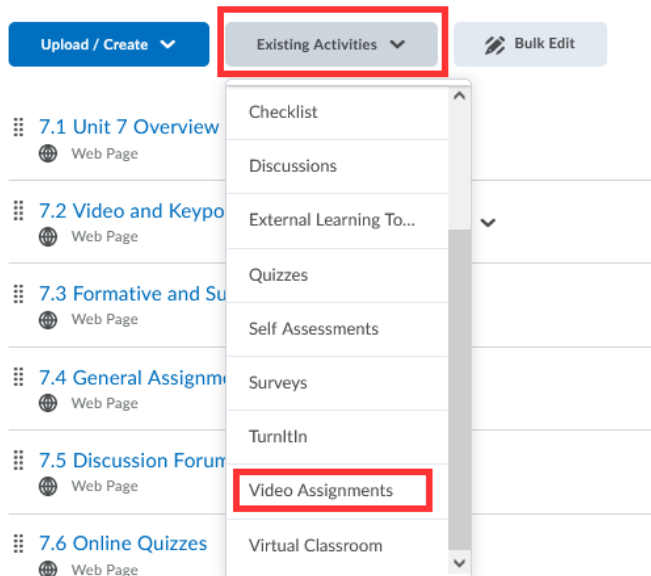 Upload / Create
Existing Activities
Bulk Edit
7.1 Unit 7 Overview
Web Page
7.2 Video and Keypo
Web Page
7.3 Formative and Su
Web Page
7.4 General Assignme
Web Page
7.5 Discussion Forum
Web Page
7.6 Online Quizzes
Web Page
Checklist
Discussions
External Learning To...
Quizzes
Self Assessments
Surveys
TurnItIn
Video Assignments
Virtual Classroom